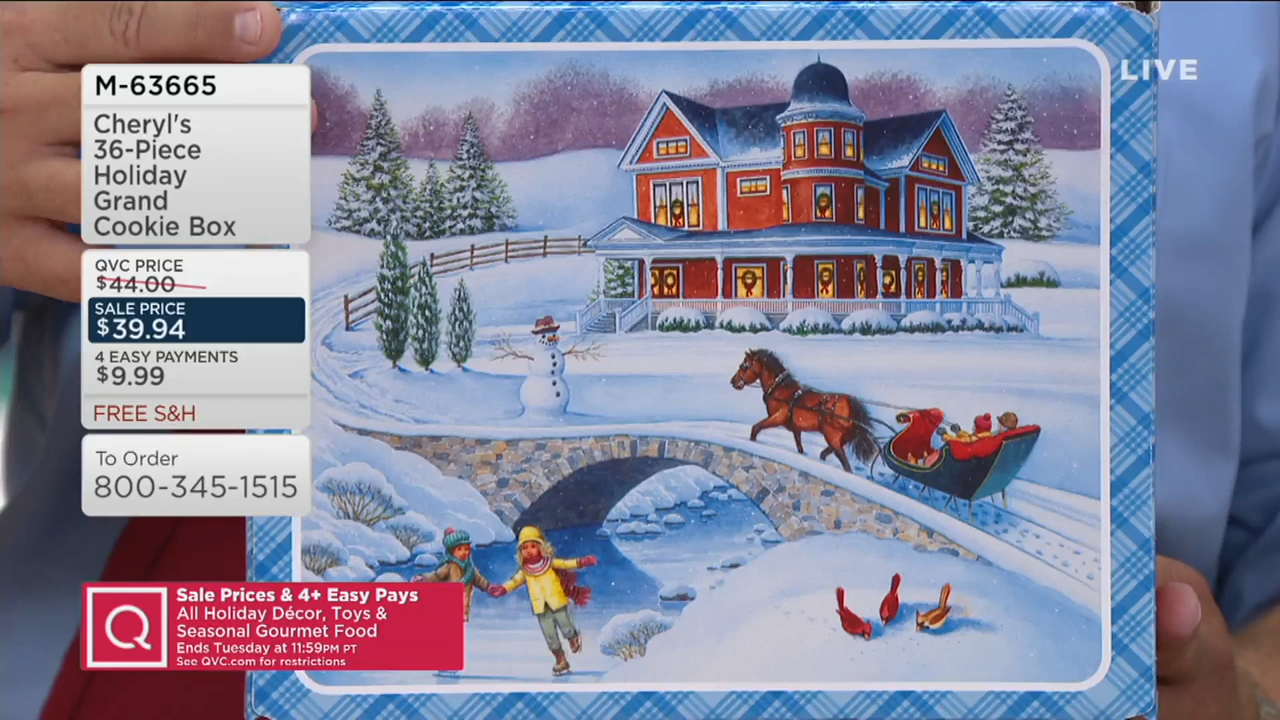 M-63665
Cheryl's
36-Piece
Holiday
Grand
Cookie Box
QVC PRICE
$44.00
SALE PRICE
$39.94
4 EASY PAYMENTS
$9.99
FREE S&H
To Order
800-345-1515
Q
Sale Prices & 4+ Easy Pays
All Holiday Décor, Toys &
Seasonal Gourmet Food
Ends Tuesday at 11:59PM PT
See QVC.com for restrictions
LIVE